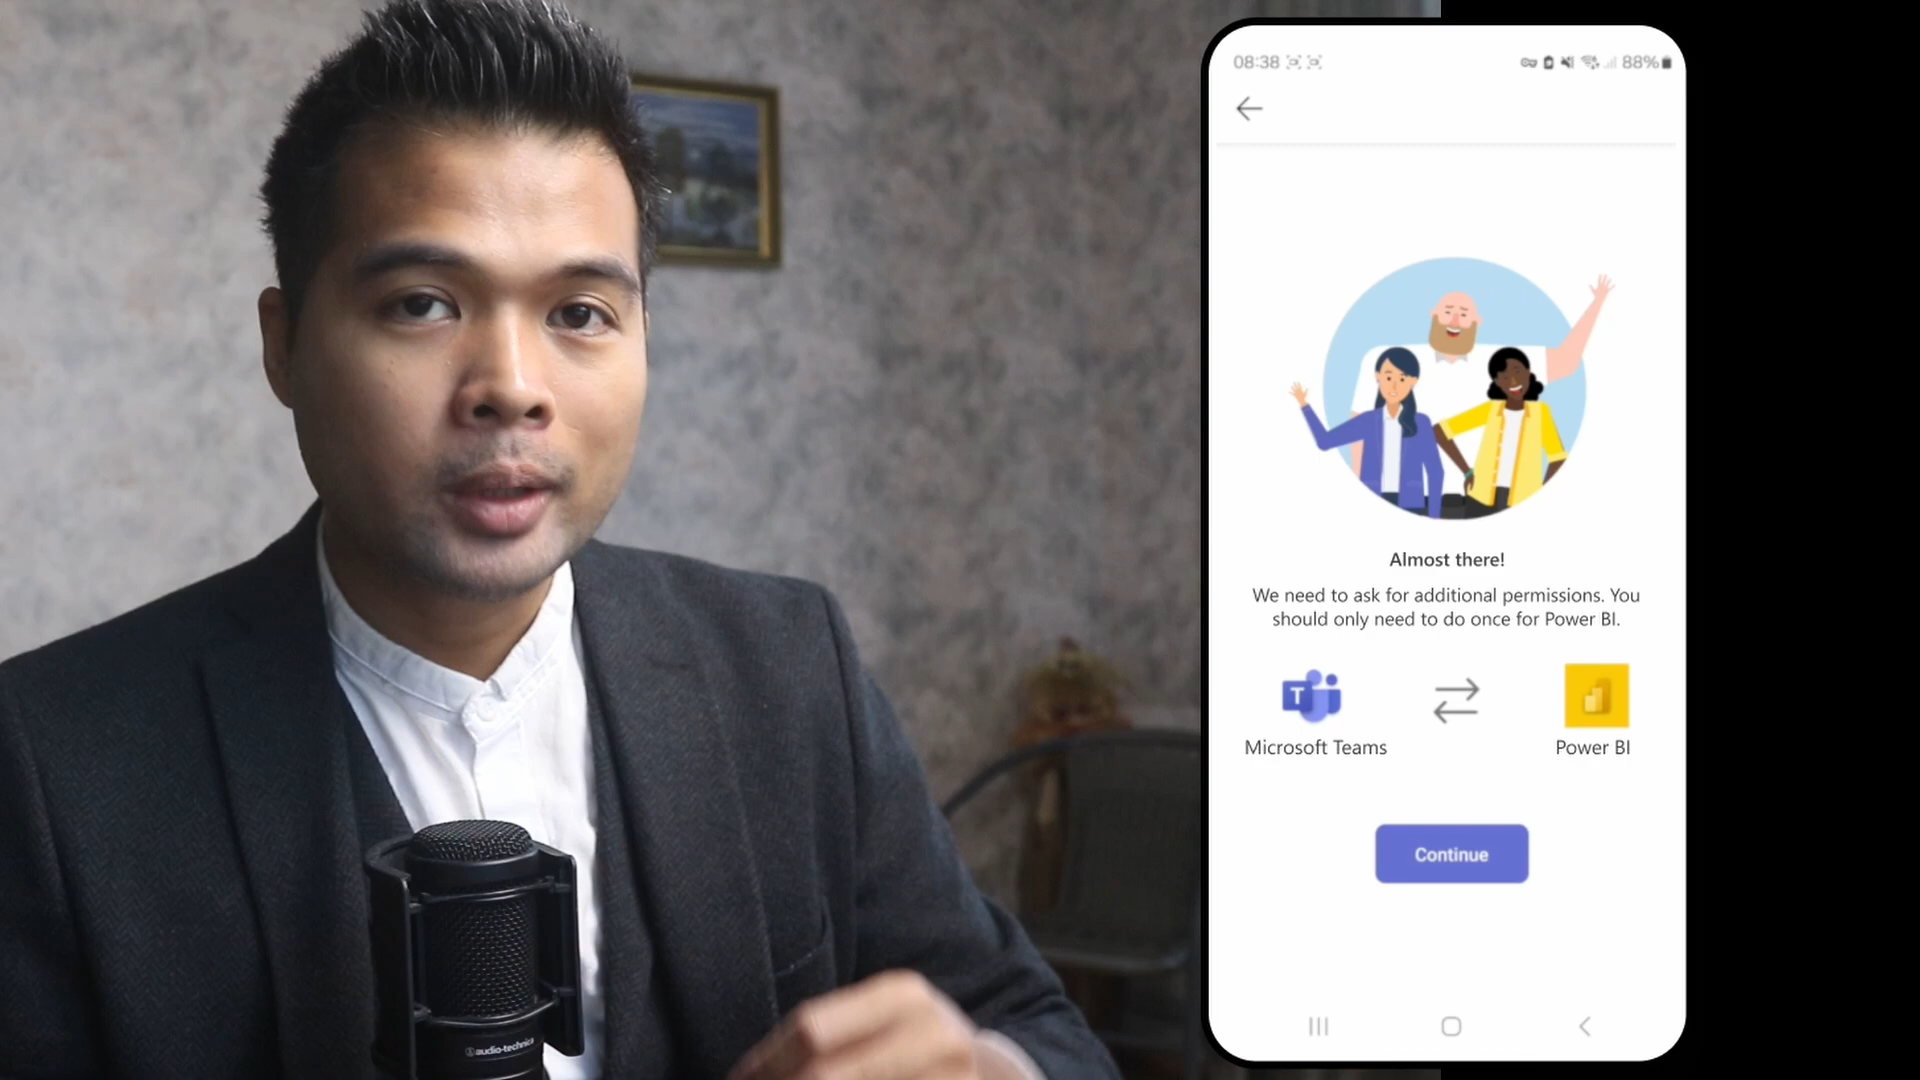 08:38
88%
Almost there!
We need to ask for additional permissions. You
should only need to do once for Power BI.
T
Microsoft Teams
Power BI
Continue
audio-technica